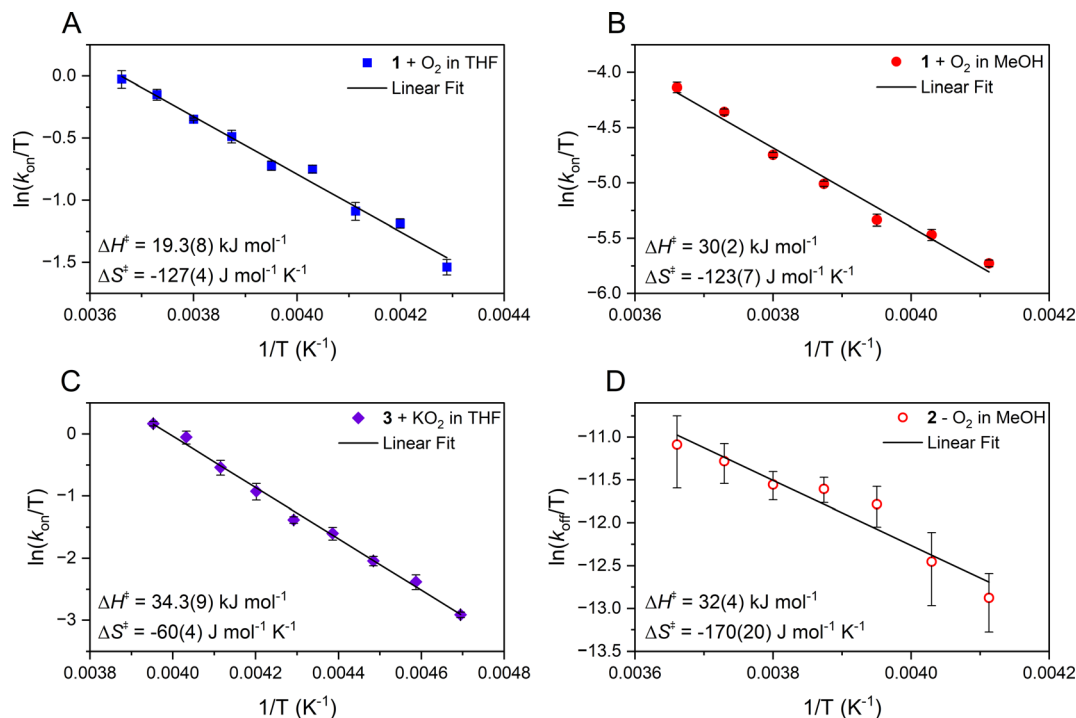 A
1 + O₂ in THF
Linear Fit
ln(kₒₙ/T)
0.0
−0.5
−1.0
−1.5
ΔH‡ = 19.3(8) kJ mol⁻¹
ΔS‡ = -127(4) J mol⁻¹ K⁻¹
0.0036 0.0038 0.0040 0.0042 0.0044
1/T (K⁻¹)
B
1 + O₂ in MeOH
Linear Fit
ln(kₒₙ/T)
−4.0
−4.5
−5.0
−5.5
−6.0
ΔH‡ = 30(2) kJ mol⁻¹
ΔS‡ = -123(7) J mol⁻¹ K⁻¹
0.0036 0.0038 0.0040 0.0042
1/T (K⁻¹)
C
3 + KO₂ in THF
Linear Fit
ln(kₒₙ/T)
0
−1
−2
−3
ΔH‡ = 34.3(9) kJ mol⁻¹
ΔS‡ = -60(4) J mol⁻¹ K⁻¹
0.0038 0.0040 0.0042 0.0044 0.0046 0.0048
1/T (K⁻¹)
D
2 - O₂ in MeOH
Linear Fit
ln(k_off/T)
−11.0
−11.5
−12.0
−12.5
−13.0
−13.5
ΔH‡ = 32(4) kJ mol⁻¹
ΔS‡ = -170(20) J mol⁻¹ K⁻¹
0.0036 0.0038 0.0040 0.0042
1/T (K⁻¹)